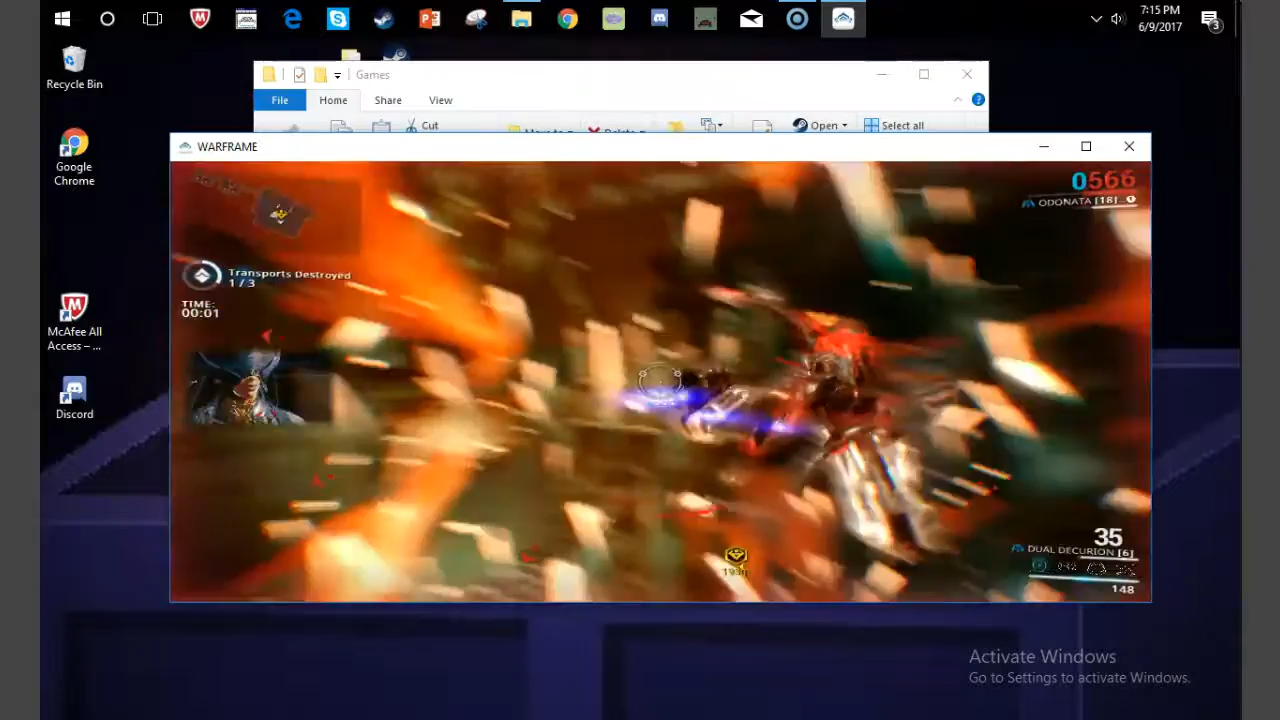 7:15 PM
6/9/2017
3
Recycle Bin
Google
Chrome
McAfee All
Access – ...
Discord
Games
File
Home
Share
View
Cut
Open
Select all
WARFRAME
0566
ODONATA [18]
Transports Destroyed
1 / 3
TIME:
00:01
35
DUAL DECURION [6]
148
Activate Windows
Go to Settings to activate Windows.